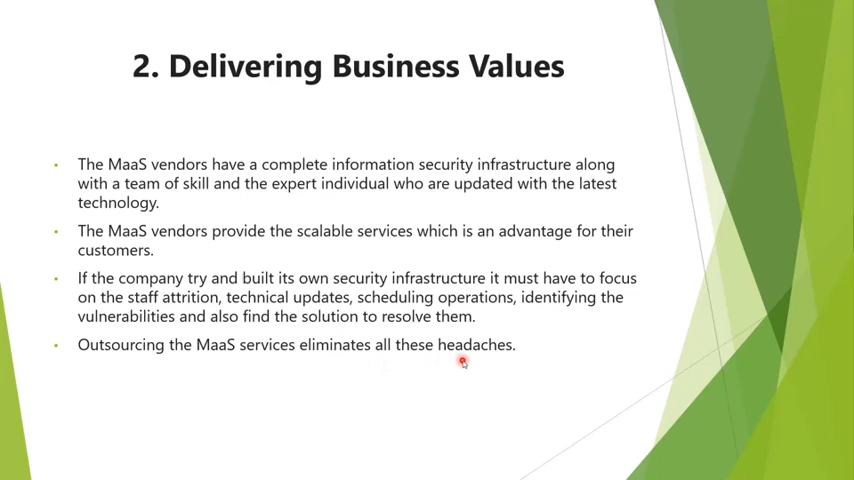 2. Delivering Business Values
• The MaaS vendors have a complete information security infrastructure along
with a team of skill and the expert individual who are updated with the latest
technology.
• The MaaS vendors provide the scalable services which is an advantage for their
customers.
• If the company try and built its own security infrastructure it must have to focus
on the staff attrition, technical updates, scheduling operations, identifying the
vulnerabilities and also find the solution to resolve them.
• Outsourcing the MaaS services eliminates all these headaches.